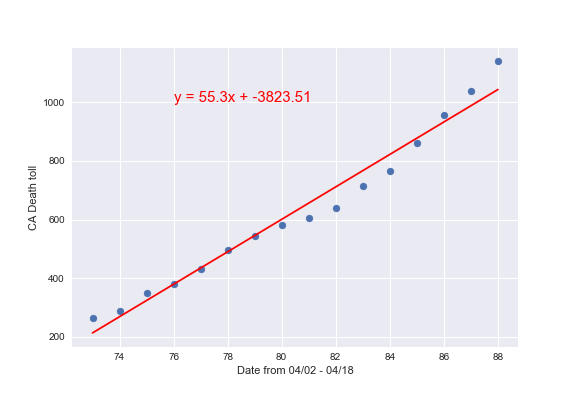 y = 55.3x + -3823.51
CA Death toll
1000
800
600
400
200
74 76 78 80 82 84 86 88
Date from 04/02 - 04/18